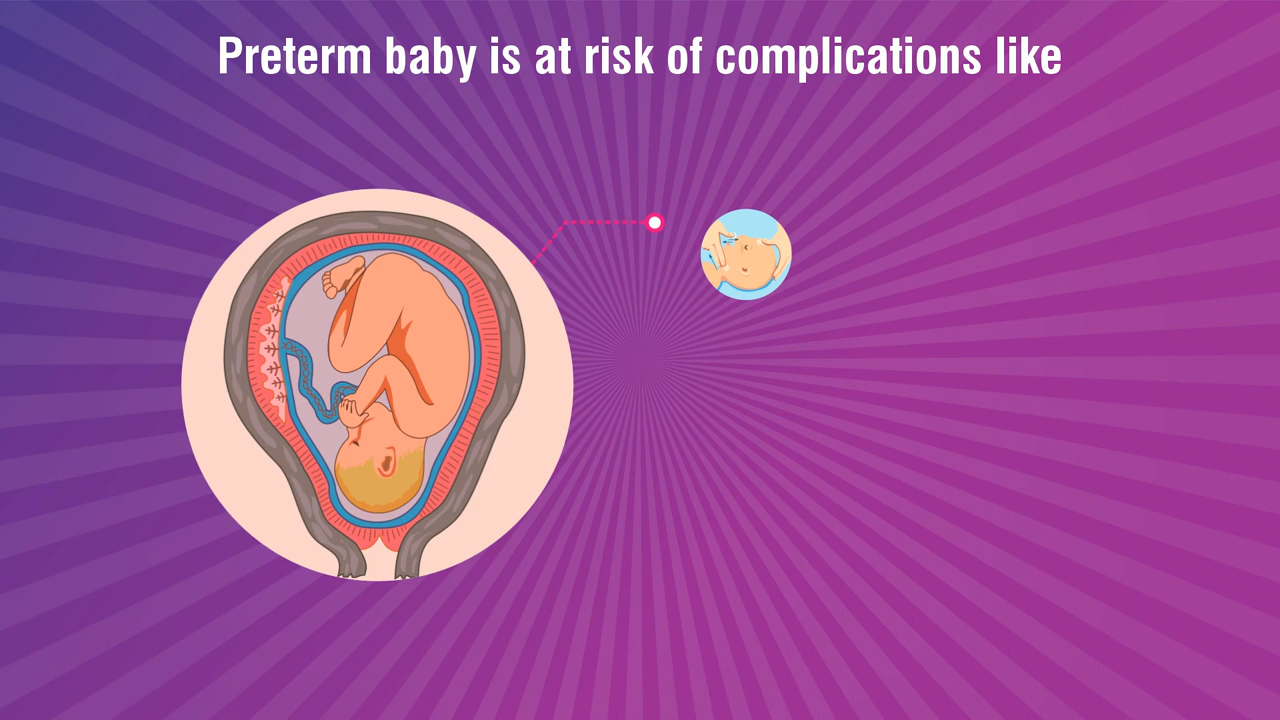 Preterm baby is at risk of complications like